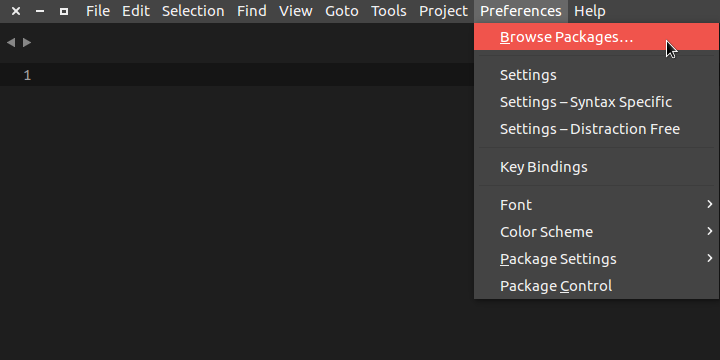 File Edit Selection Find View Goto Tools Project Preferences Help
Browse Packages…
1
Settings
Settings – Syntax Specific
Settings – Distraction Free
Key Bindings
Font
Color Scheme
Package Settings
Package Control